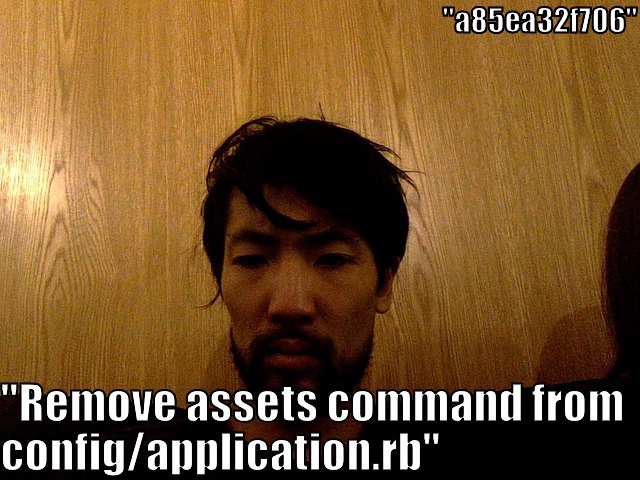 "a85ea32f706"
"Remove assets command from
config/application.rb"